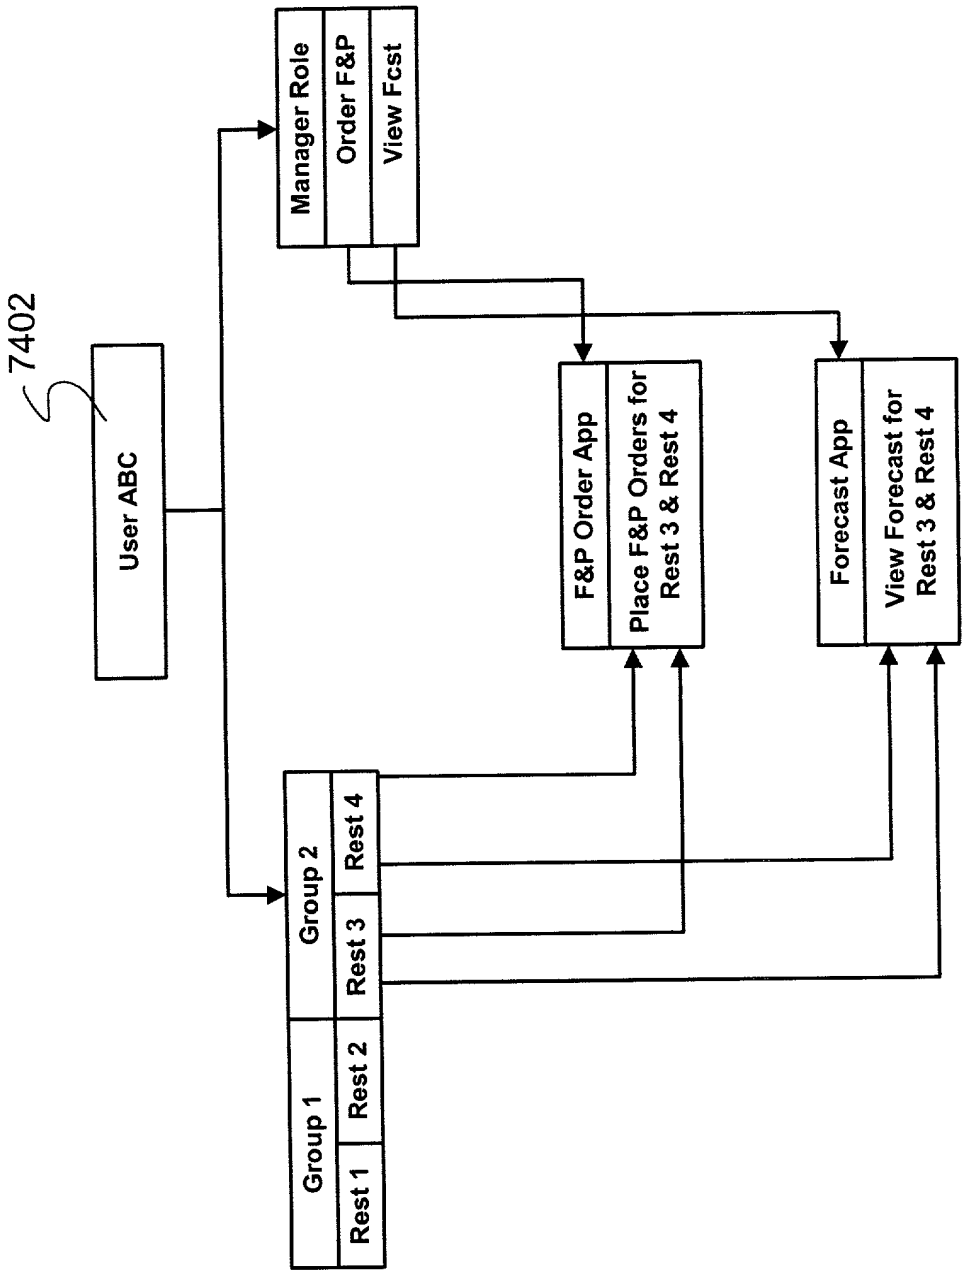 7402
User ABC
Group 1
Group 2
Rest 1
Rest 2
Rest 3
Rest 4
Manager Role
Order F&P
View Fcst
F&P Order App
Place F&P Orders for
Rest 3 & Rest 4
Forecast App
View Forecast for
Rest 3 & Rest 4